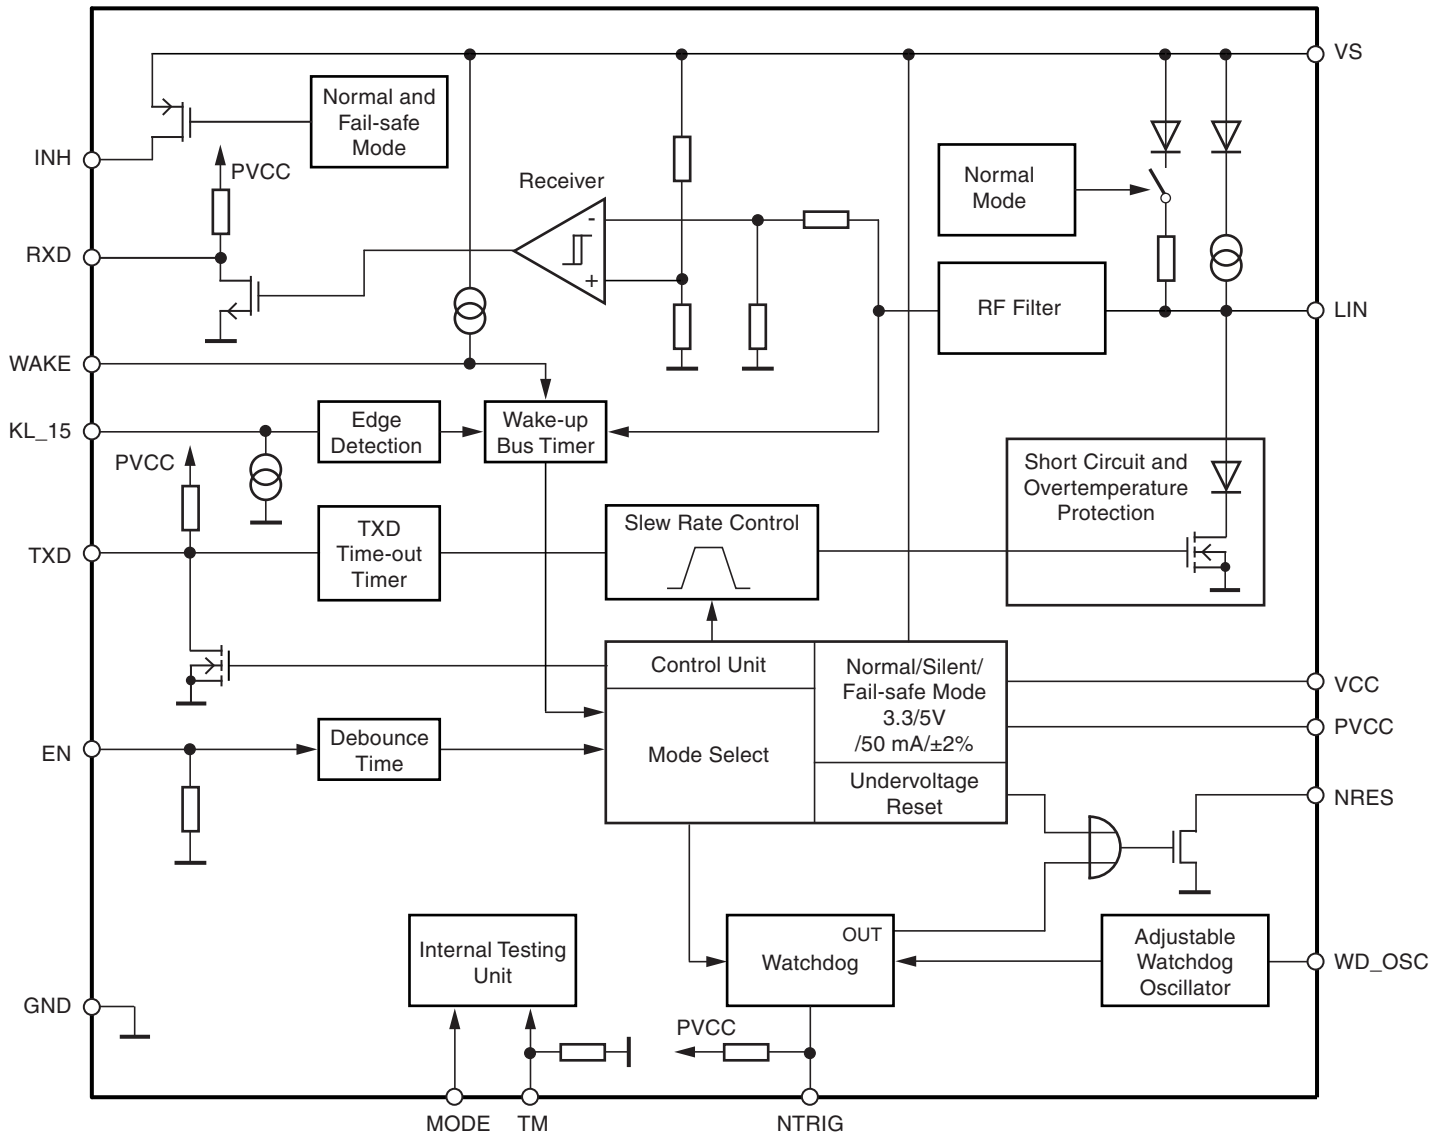 VS
Normal and
Fail-safe
Mode
INH
PVCC
Receiver
Normal
Mode
-
RXD
+
RF Filter
LIN
WAKE
KL_15
Edge
Detection
Wake-up
Bus Timer
PVCC
Short Circuit and
Overtemperature
Protection
TXD
TXD
Time-out
Timer
Slew Rate Control
Control Unit
Normal/Silent/
Fail-safe Mode
3.3/5V
/50 mA/±2%
VCC
PVCC
EN
Debounce
Time
Mode Select
Undervoltage
Reset
NRES
Internal Testing
Unit
OUT
Watchdog
Adjustable
Watchdog
Oscillator
WD_OSC
GND
PVCC
MODE
TM
NTRIG